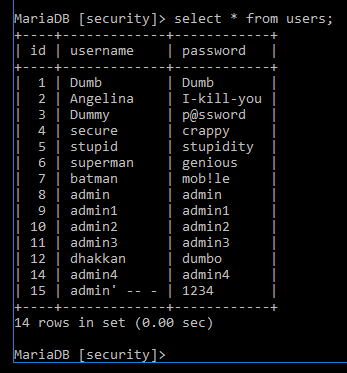 MariaDB [security]> select * from users;
+----+--------------+------------+
| id | username     | password   |
+----+--------------+------------+
|  1 | Dumb         | Dumb       |
|  2 | Angelina     | I-kill-you |
|  3 | Dummy        | p@ssword   |
|  4 | secure       | crappy     |
|  5 | stupid       | stupidity  |
|  6 | superman     | genious    |
|  7 | batman       | mob!le     |
|  8 | admin        | admin      |
|  9 | admin1       | admin1     |
| 10 | admin2       | admin2     |
| 11 | admin3       | admin3     |
| 12 | dhakkan      | dumbo      |
| 14 | admin4       | admin4     |
| 15 | admin' -- -  | 1234       |
+----+--------------+------------+
14 rows in set (0.00 sec)
MariaDB [security]>